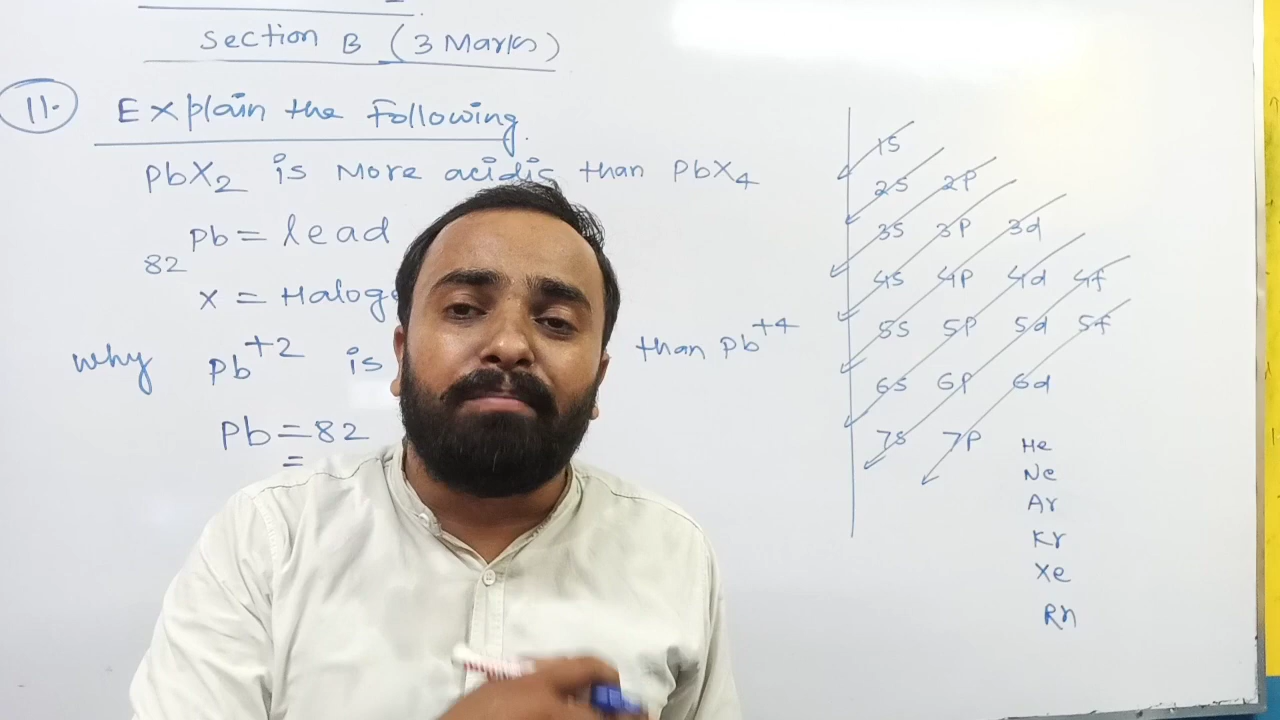 Section B (3 Marks)
11. Explain the Following
PbX2 is More acidic than PbX4
Pb = lead
82
X = Haloge
why Pb+2 is than Pb+4
Pb = 82
=
1s
2s 2p
3s 3p 3d
4s 4p 4d 4f
5s 5p 5d 5f
6s 6p 6d
7s 7p
He
Ne
Ar
Kr
Xe
Rn